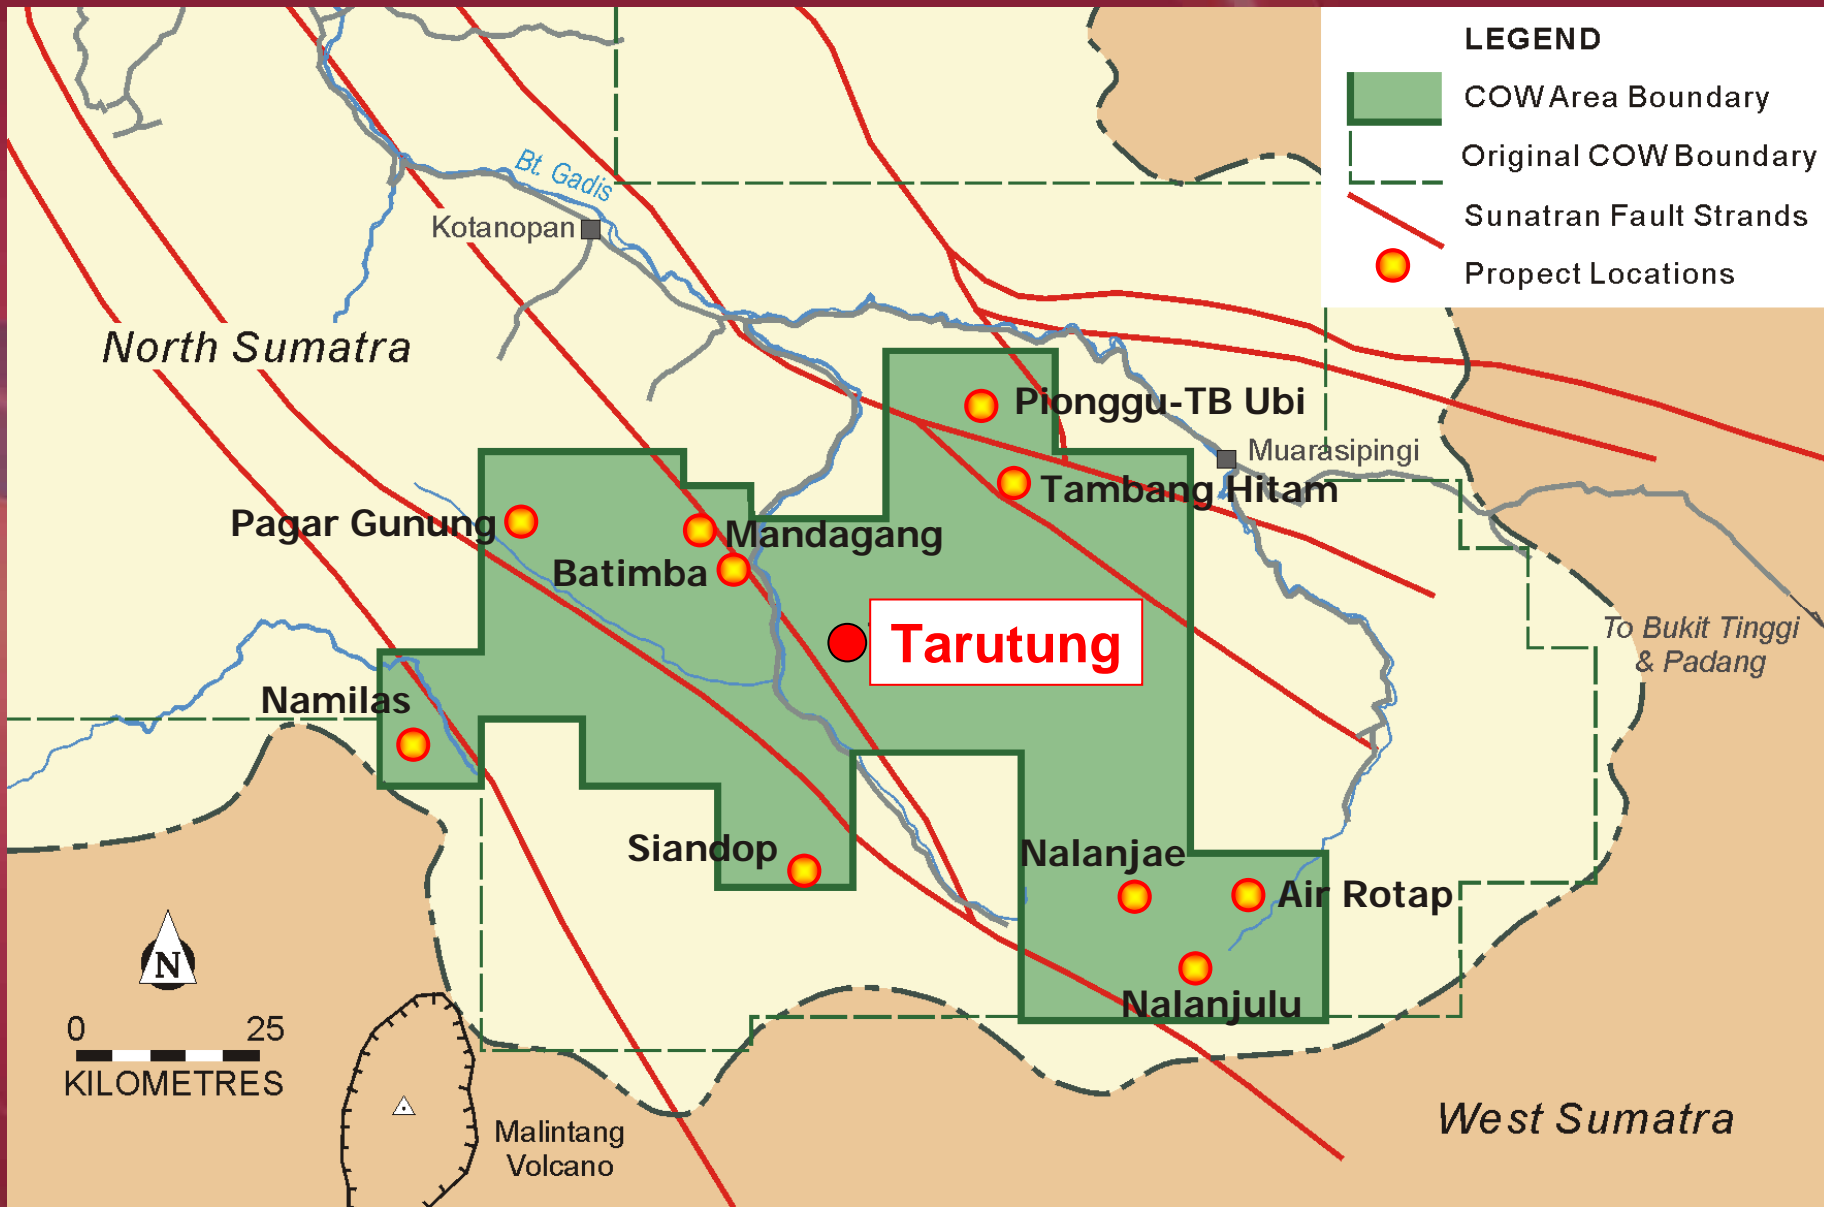 LEGEND
COW Area Boundary
Original COW Boundary
Sunatran Fault Strands
Propect Locations
Bt. Gadis
Kotanopan
North Sumatra
Pionggu-TB Ubi
Muarasipingi
Tambang Hitam
Pagar Gunung
Mandagang
Batimba
Tarutung
To Bukit Tinggi
& Padang
Namilas
Siandop
Nalanjae
Air Rotap
Nalanjulu
N
0 25
KILOMETRES
Malintang
Volcano
West Sumatra